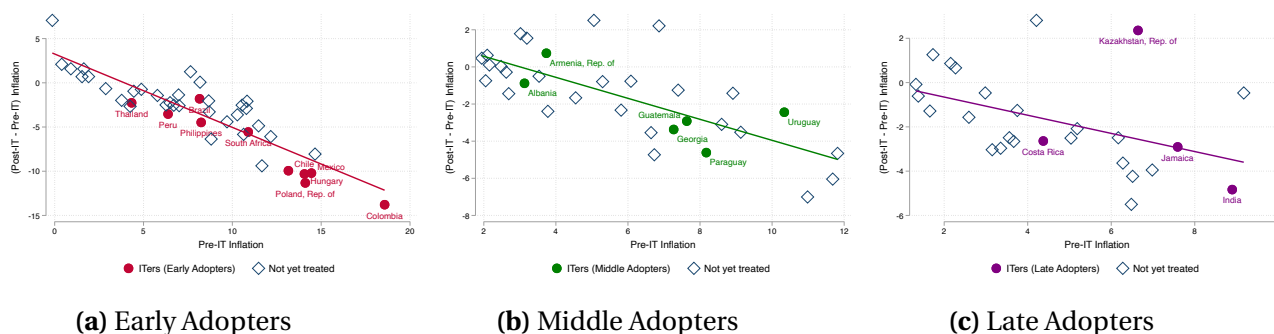 (Post-IT - Pre-IT) Inflation
5
0
-5
-10
-15
Thailand
Peru
Brazil
Philippines
South Africa
Chile
Mexico
Hungary
Poland, Rep. of
Colombia
0
5
10
15
20
Pre-IT Inflation
ITers (Early Adopters)
Not yet treated
(a) Early Adopters
(Post-IT - Pre-IT) Inflation
2
0
-2
-4
-6
-8
Armenia, Rep. of
Albania
Guatemala
Georgia
Paraguay
Uruguay
2
4
6
8
10
12
Pre-IT Inflation
ITers (Middle Adopters)
Not yet treated
(b) Middle Adopters
(Post-IT - Pre-IT) Inflation
2
0
-2
-4
-6
Kazakhstan, Rep. of
Costa Rica
Jamaica
India
2
4
6
8
Pre-IT Inflation
ITers (Late Adopters)
Not yet treated
(c) Late Adopters